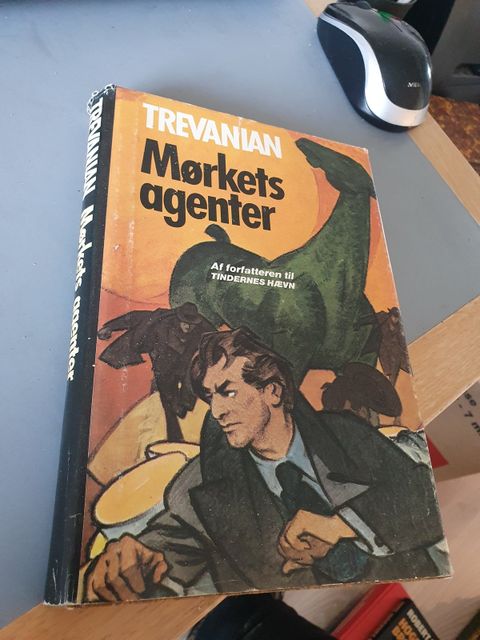 TREVANIAN
Mørkets
agenter
Af forfatteren til
TINDERNES HÆVN
TREVANIAN Mørkets agenter